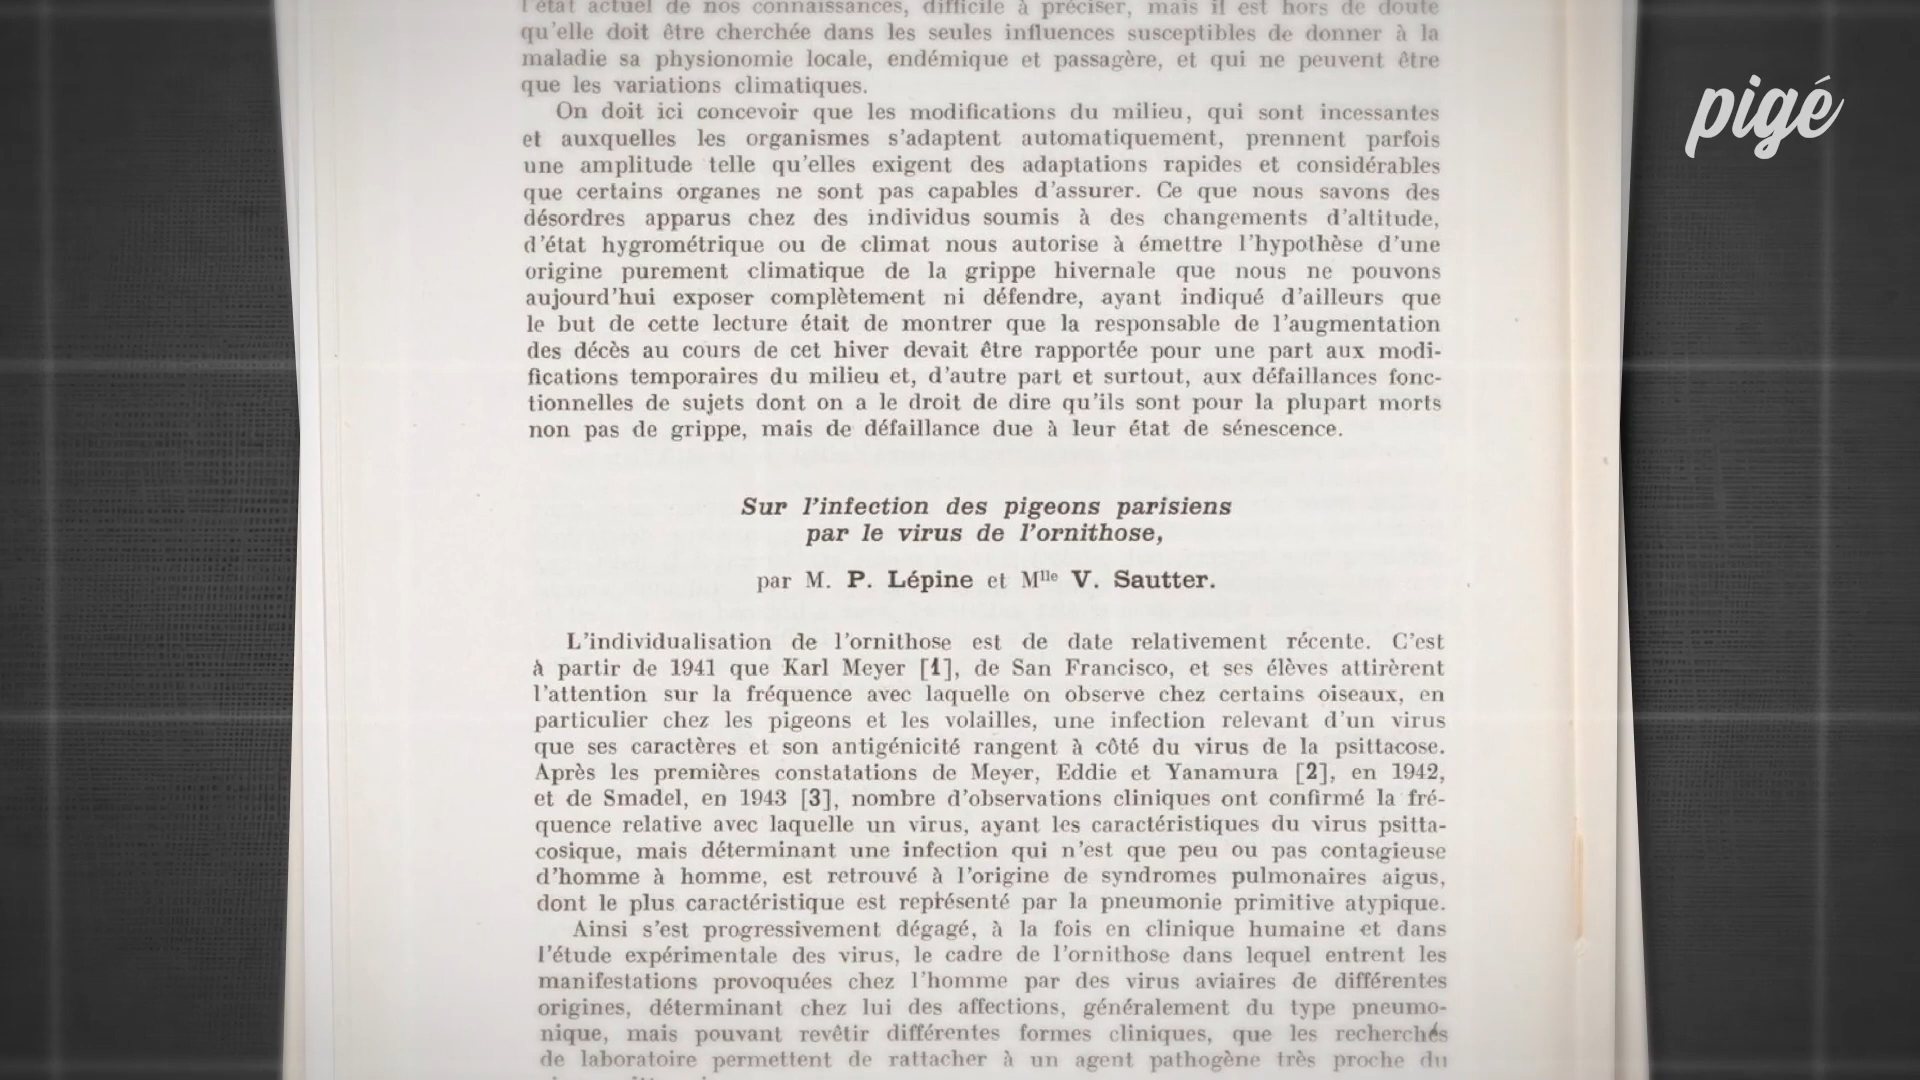 l'état actuel de nos connaissances, difficile à préciser, mais il est hors de doute
qu'elle doit être cherchée dans les seules influences susceptibles de donner à la
maladie sa physionomie locale, endémique et passagère, et qui ne peuvent être
que les variations climatiques.
On doit ici concevoir que les modifications du milieu, qui sont incessantes
et auxquelles les organismes s'adaptent automatiquement, prennent parfois
une amplitude telle qu'elles exigent des adaptations rapides et considérables
que certains organes ne sont pas capables d'assurer. Ce que nous savons des
désordres apparus chez des individus soumis à des changements d'altitude,
d'état hygrométrique ou de climat nous autorise à émettre l'hypothèse d'une
origine purement climatique de la grippe hivernale que nous ne pouvons
aujourd'hui exposer complètement ni défendre, ayant indiqué d'ailleurs que
le but de cette lecture était de montrer que la responsable de l'augmentation
des décès au cours de cet hiver devait être rapportée pour une part aux modi-
fications temporaires du milieu et, d'autre part et surtout, aux défaillances fonc-
tionnelles de sujets dont on a le droit de dire qu'ils sont pour la plupart morts
non pas de grippe, mais de défaillance due à leur état de sénescence.
Sur l'infection des pigeons parisiens
par le virus de l'ornithose,
par M. P. Lépine et Mlle V. Sautter.
L'individualisation de l'ornithose est de date relativement récente. C'est
à partir de 1941 que Karl Meyer [1], de San Francisco, et ses élèves attirèrent
l'attention sur la fréquence avec laquelle on observe chez certains oiseaux, en
particulier chez les pigeons et les volailles, une infection relevant d'un virus
que ses caractères et son antigénicité rangent à côté du virus de la psittacose.
Après les premières constatations de Meyer, Eddie et Yanamura [2], en 1942,
et de Smadel, en 1943 [3], nombre d'observations cliniques ont confirmé la fré-
quence relative avec laquelle un virus, ayant les caractéristiques du virus psitta-
cosique, mais déterminant une infection qui n'est que peu ou pas contagieuse
d'homme à homme, est retrouvé à l'origine de syndromes pulmonaires aigus,
dont le plus caractéristique est représenté par la pneumonie primitive atypique.
Ainsi s'est progressivement dégagé, à la fois en clinique humaine et dans
l'étude expérimentale des virus, le cadre de l'ornithose dans lequel entrent les
manifestations provoquées chez l'homme par des virus aviaires de différentes
origines, déterminant chez lui des affections, généralement du type pneumo-
nique, mais pouvant revêtir différentes formes cliniques, que les recherchés
de laboratoire permettent de rattacher à un agent pathogène très proche du
pigé